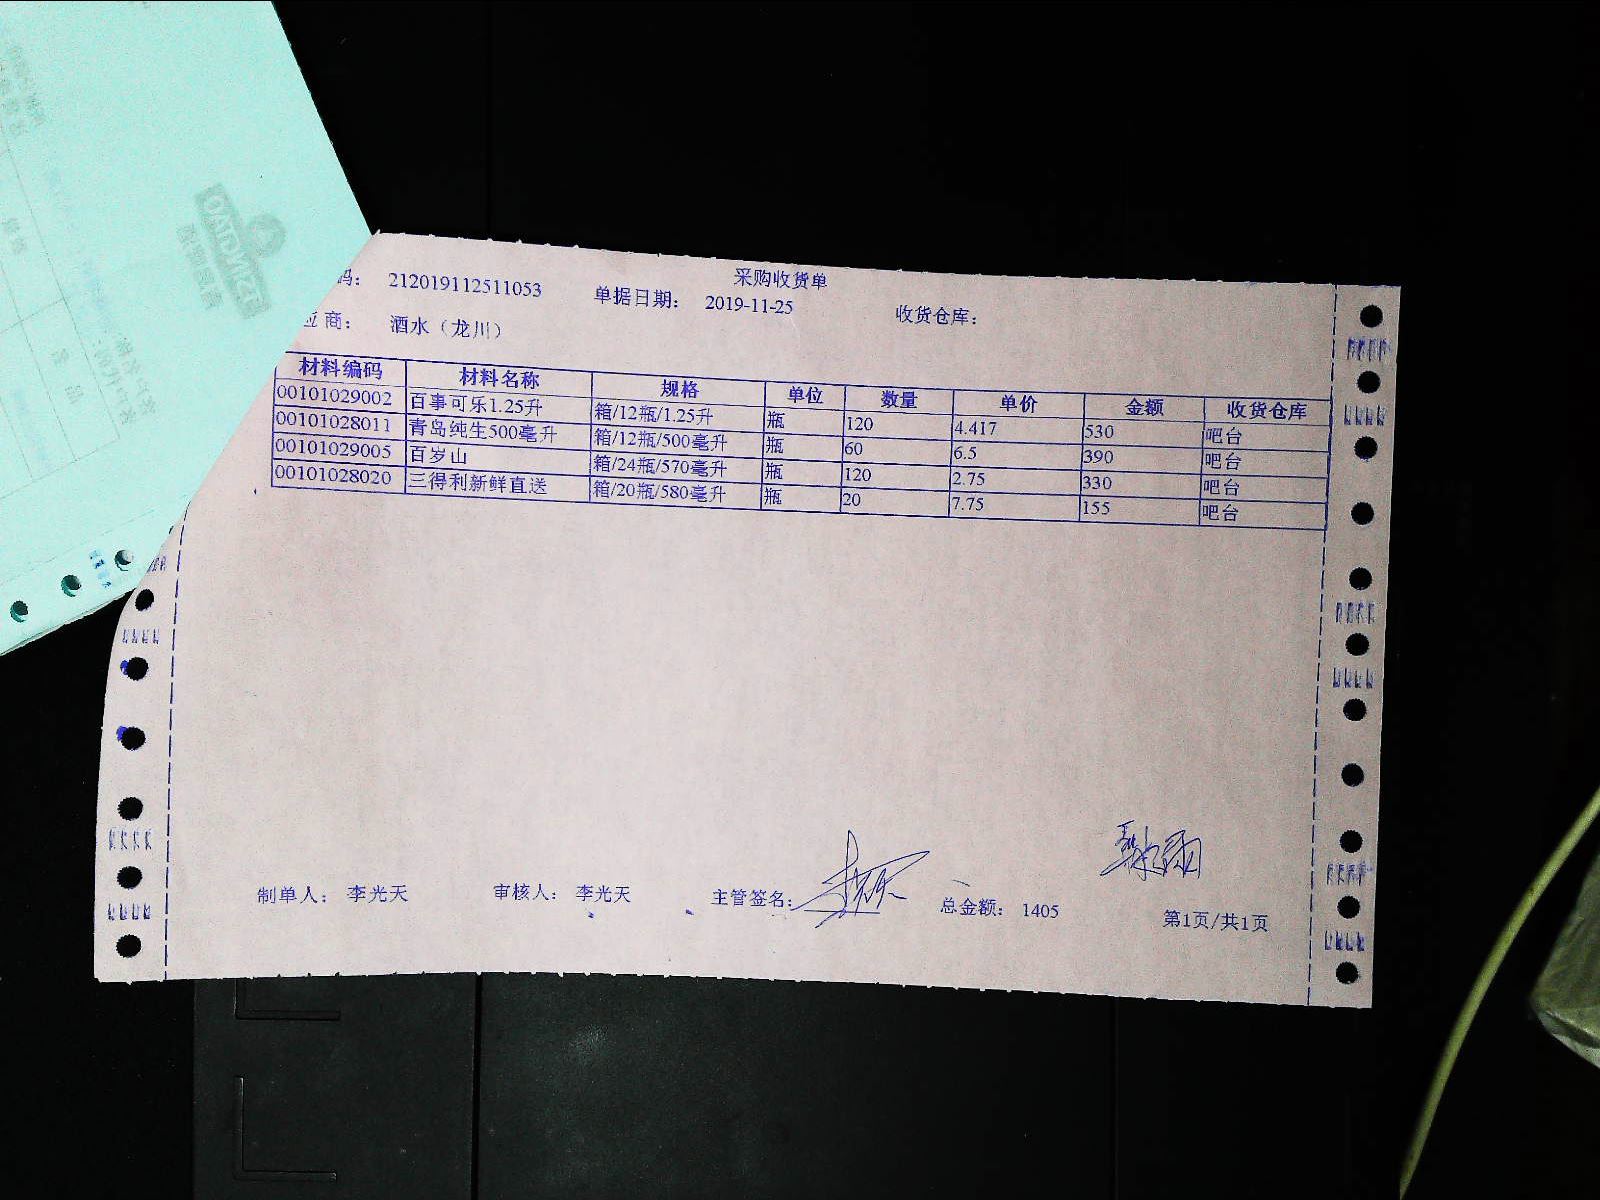 采购收货单
码： 212019112511053 单据日期： 2019-11-25 收货仓库：
应商： 酒水（龙川）
材料编码 材料名称 规格 单位 数量 单价 金额 收货仓库
00101029002 百事可乐1.25升 箱/12瓶/1.25升 瓶 120 4.417 530 吧台
00101028011 青岛纯生500毫升 箱/12瓶/500毫升 瓶 60 6.5 390 吧台
00101029005 百岁山 箱/24瓶/570毫升 瓶 120 2.75 330 吧台
00101028020 三得利新鲜直送 箱/20瓶/580毫升 瓶 20 7.75 155 吧台
制单人： 李光天 审核人： 李光天 主管签名： 总金额： 1405 第1页/共1页